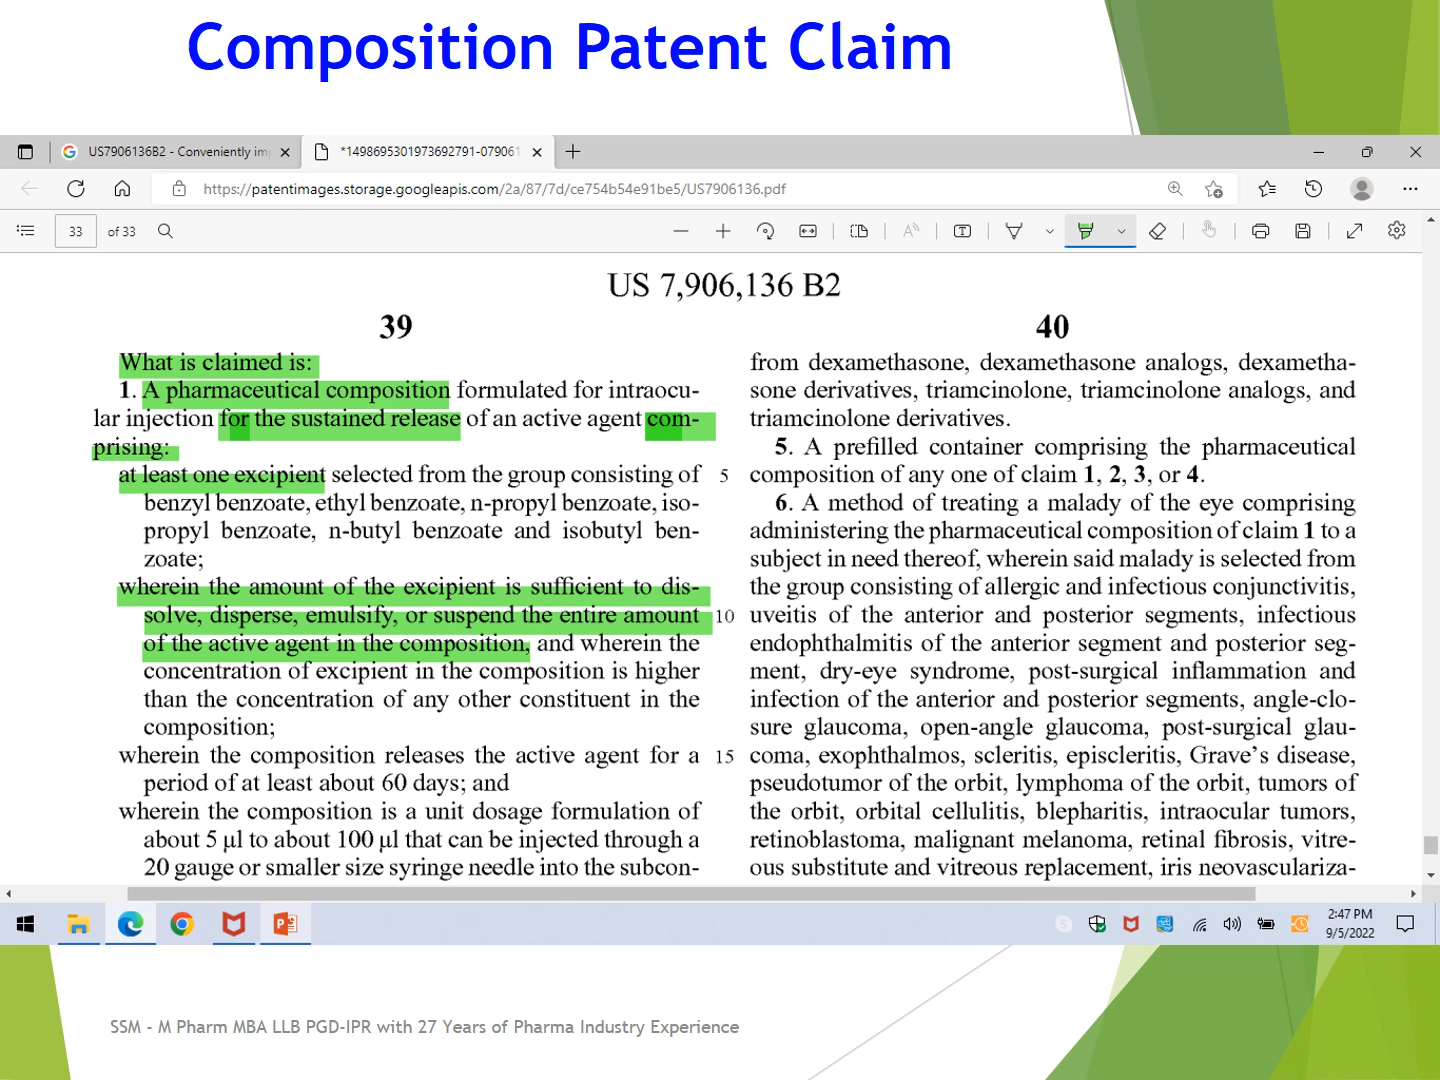 Composition Patent Claim
US7906136B2 - Conveniently im
*1498695301973692791-079061
https://patentimages.storage.googleapis.com/2a/87/7d/ce754b54e91be5/US7906136.pdf
33 of 33
US 7,906,136 B2
39
What is claimed is:
1. A pharmaceutical composition formulated for intraocu-
lar injection for the sustained release of an active agent com-
prising:
at least one excipient selected from the group consisting of
benzyl benzoate, ethyl benzoate, n-propyl benzoate, iso-
propyl benzoate, n-butyl benzoate and isobutyl ben-
zoate;
wherein the amount of the excipient is sufficient to dis-
solve, disperse, emulsify, or suspend the entire amount
of the active agent in the composition, and wherein the
concentration of excipient in the composition is higher
than the concentration of any other constituent in the
composition;
wherein the composition releases the active agent for a
period of at least about 60 days; and
wherein the composition is a unit dosage formulation of
about 5 µl to about 100 µl that can be injected through a
20 gauge or smaller size syringe needle into the subcon-
5
10
15
40
from dexamethasone, dexamethasone analogs, dexametha-
sone derivatives, triamcinolone, triamcinolone analogs, and
triamcinolone derivatives.
5. A prefilled container comprising the pharmaceutical
composition of any one of claim 1, 2, 3, or 4.
6. A method of treating a malady of the eye comprising
administering the pharmaceutical composition of claim 1 to a
subject in need thereof, wherein said malady is selected from
the group consisting of allergic and infectious conjunctivitis,
uveitis of the anterior and posterior segments, infectious
endophthalmitis of the anterior segment and posterior seg-
ment, dry-eye syndrome, post-surgical inflammation and
infection of the anterior and posterior segments, angle-clo-
sure glaucoma, open-angle glaucoma, post-surgical glau-
coma, exophthalmos, scleritis, episcleritis, Grave's disease,
pseudotumor of the orbit, lymphoma of the orbit, tumors of
the orbit, orbital cellulitis, blepharitis, intraocular tumors,
retinoblastoma, malignant melanoma, retinal fibrosis, vitre-
ous substitute and vitreous replacement, iris neovasculariza-
2:47 PM
9/5/2022
SSM - M Pharm MBA LLB PGD-IPR with 27 Years of Pharma Industry Experience